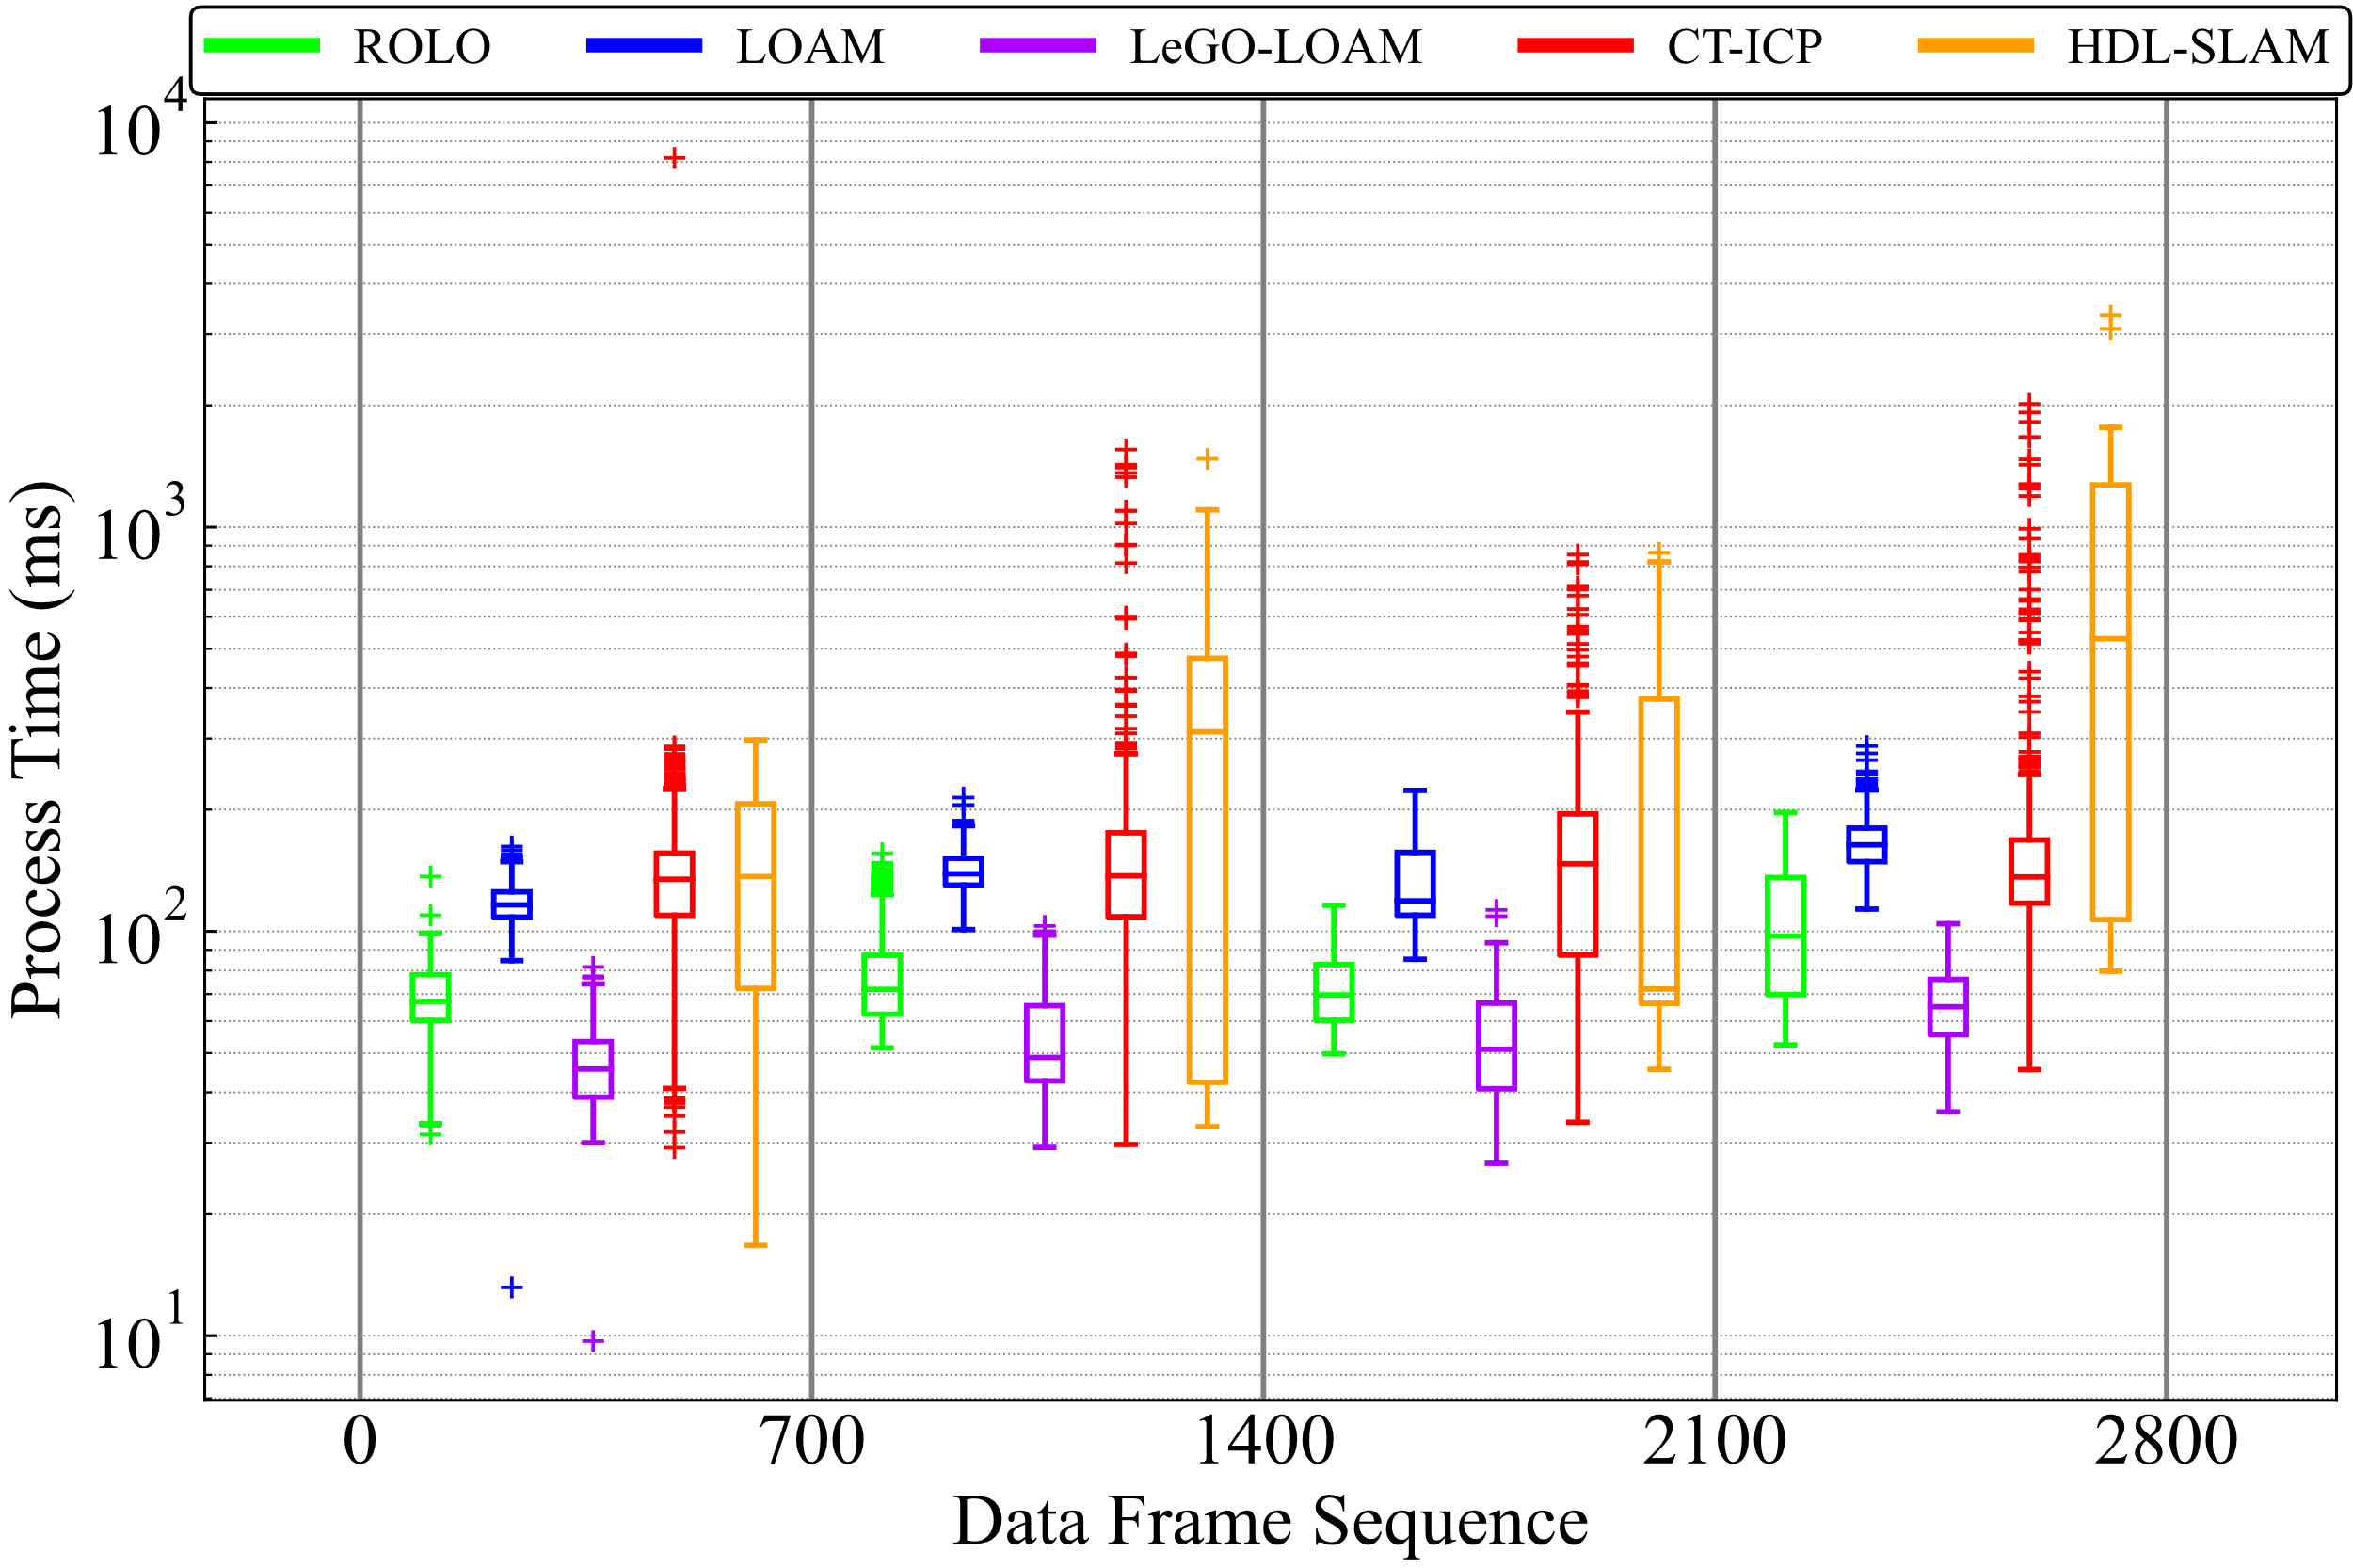 ROLO LOAM LeGO-LOAM CT-ICP HDL-SLAM
Process Time (ms)
10^4
10^3
10^2
10^1
0 700 1400 2100 2800
Data Frame Sequence